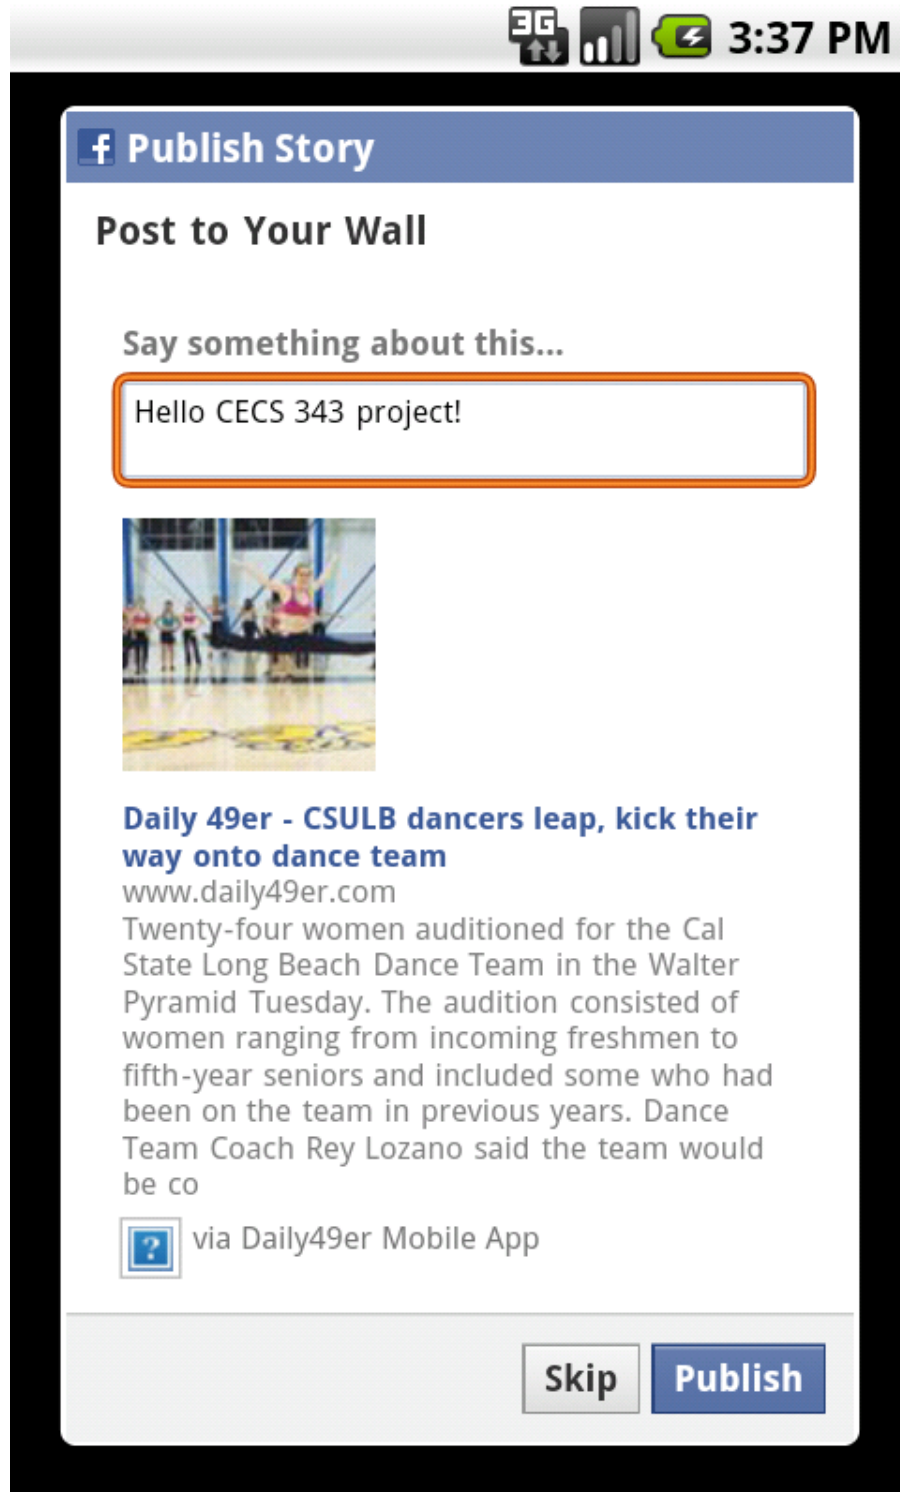 3G 3:37 PM
f Publish Story
Post to Your Wall
Say something about this...
Hello CECS 343 project!
Daily 49er - CSULB dancers leap, kick their
way onto dance team
www.daily49er.com
Twenty-four women auditioned for the Cal
State Long Beach Dance Team in the Walter
Pyramid Tuesday. The audition consisted of
women ranging from incoming freshmen to
fifth-year seniors and included some who had
been on the team in previous years. Dance
Team Coach Rey Lozano said the team would
be co
? via Daily49er Mobile App
Skip Publish